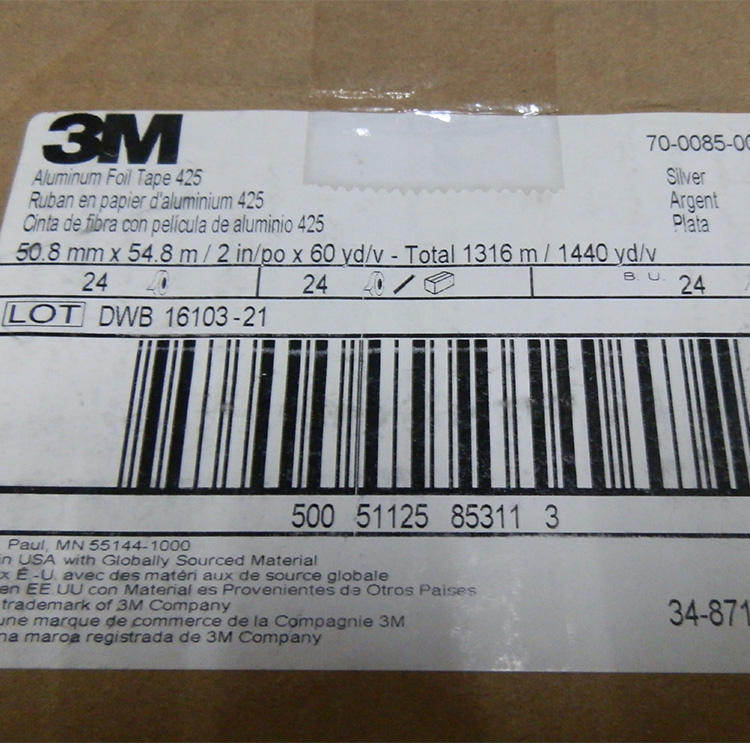 3M
70-0085-00
Aluminum Foil Tape 425
Silver
Ruban en papier d'aluminium 425
Argent
Cinta de fibra con película de aluminio 425
Plata
50.8 mm x 54.8 m / 2 in/po x 60 yd/v - Total 1316 m / 1440 yd/v
24 24 B. U. 24
LOT DWB 16103-21
500 51125 85311 3
Paul, MN 55144-1000
in USA with Globally Sourced Material
x É.-U. avec des matéri aux de source globale
en EE.UU con Material es Provenientes de Otros Paises
trademark of 3M Company
34-871
une marque de commerce de la Compagnie 3M
na maroa registrada de 3M Company